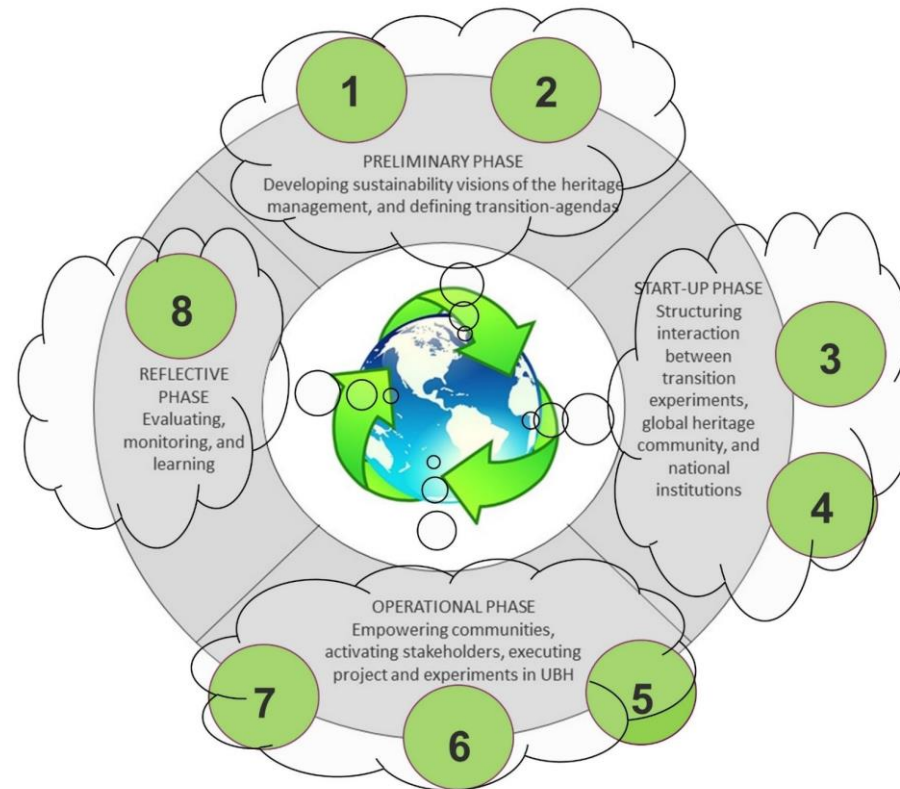 1
2
PRELIMINARY PHASE
Developing sustainability visions of the heritage
management, and defining transition-agendas
START-UP PHASE
Structuring
interaction
between
transition
experiments,
global heritage
community, and
national
institutions
3
4
OPERATIONAL PHASE
Empowering communities,
activating stakeholders, executing
project and experiments in UBH
5
6
7
8
REFLECTIVE
PHASE
Evaluating,
monitoring, and
learning